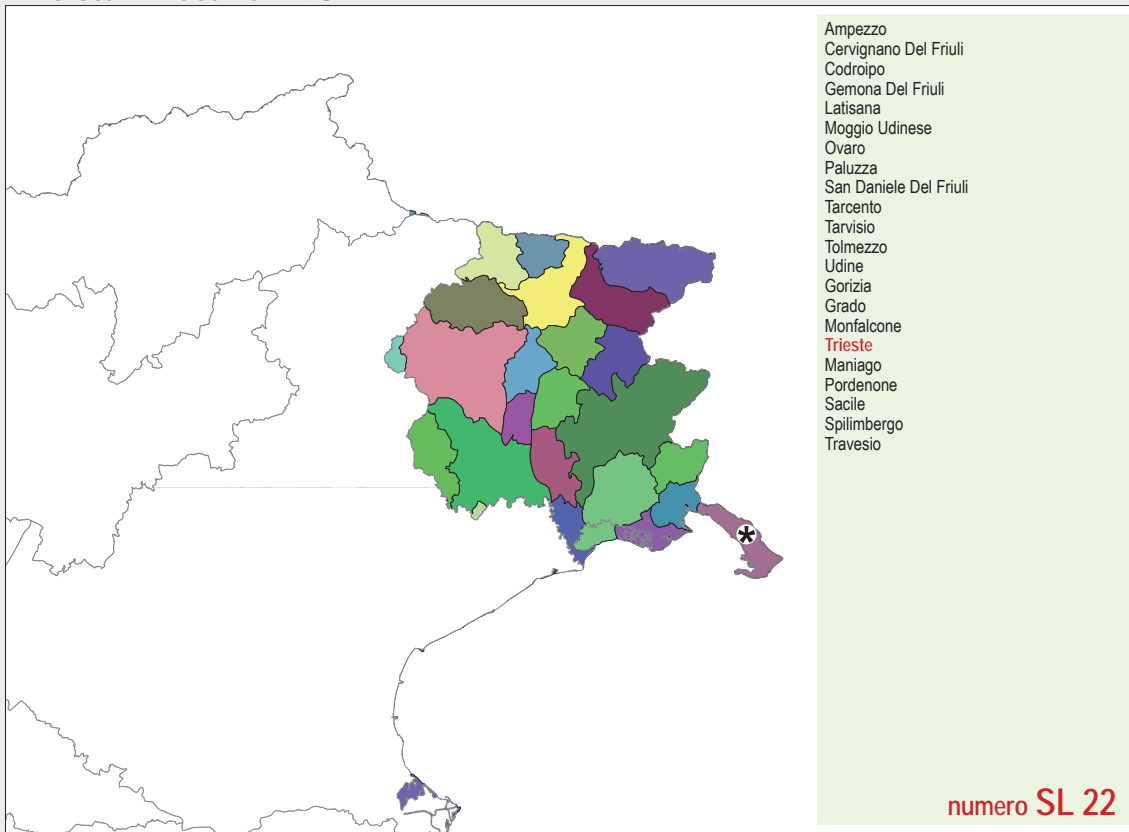 Ampezzo
Cervignano Del Friuli
Codroipo
Gemona Del Friuli
Latisana
Moggio Udinese
Ovaro
Paluzza
San Daniele Del Friuli
Tarcento
Tarvisio
Tolmezzo
Udine
Gorizia
Grado
Monfalcone
Trieste
Maniago
Pordenone
Sacile
Spilimbergo
Travesio
*
numero SL 22